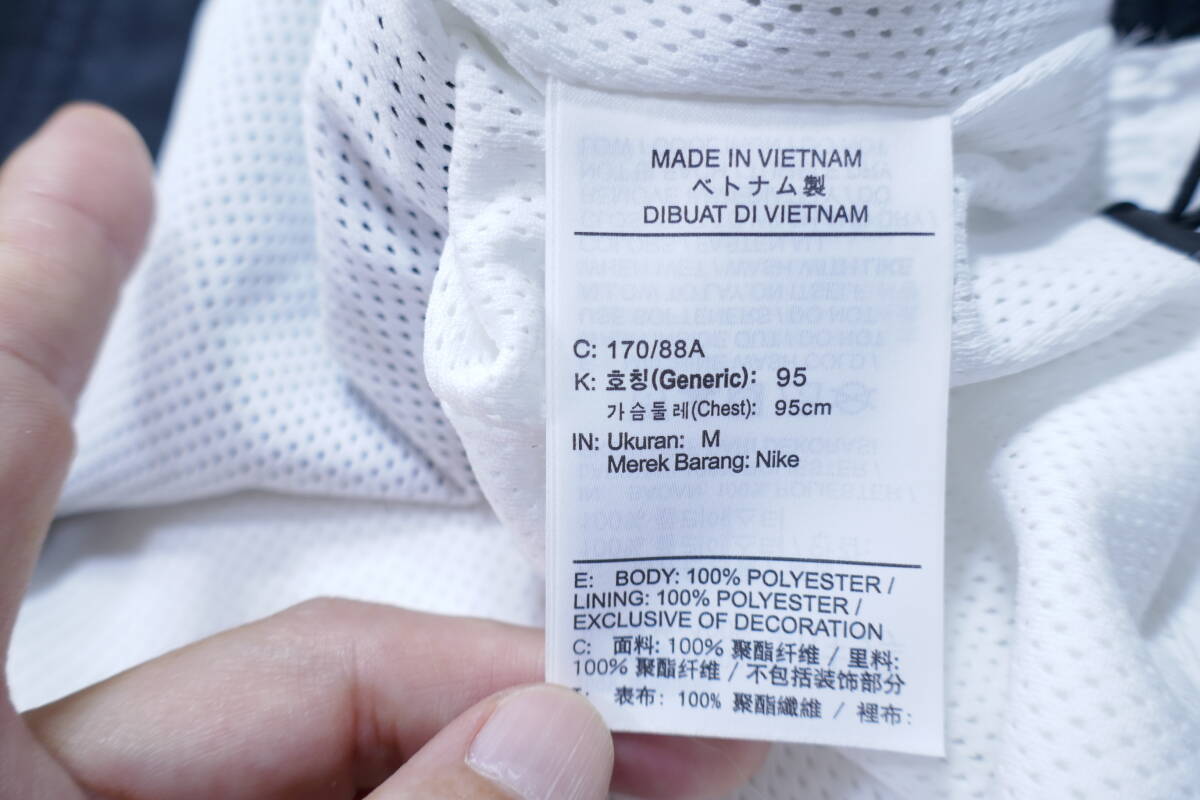 MADE IN VIETNAM
ベトナム製
DIBUAT DI VIETNAM
C: 170/88A
K: 호칭(Generic): 95
가슴둘레(Chest): 95cm
IN: Ukuran: M
Merek Barang: Nike
E: BODY: 100% POLYESTER /
LINING: 100% POLYESTER /
EXCLUSIVE OF DECORATION
C: 面料: 100% 聚酯纤维 / 里料:
100% 聚酯纤维 / 不包括装饰部分
表布: 100% 聚酯纖維 / 裡布: